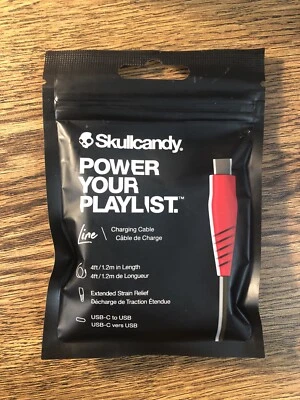 Skullcandy.
POWER
YOUR
PLAYLIST.™
Line \ Charging Cable
Câble de Charge
4ft/1.2m in Length
4ft/1.2m de Longueur
Extended Strain Relief
Décharge de Traction Étendue
USB-C to USB
USB-C vers USB